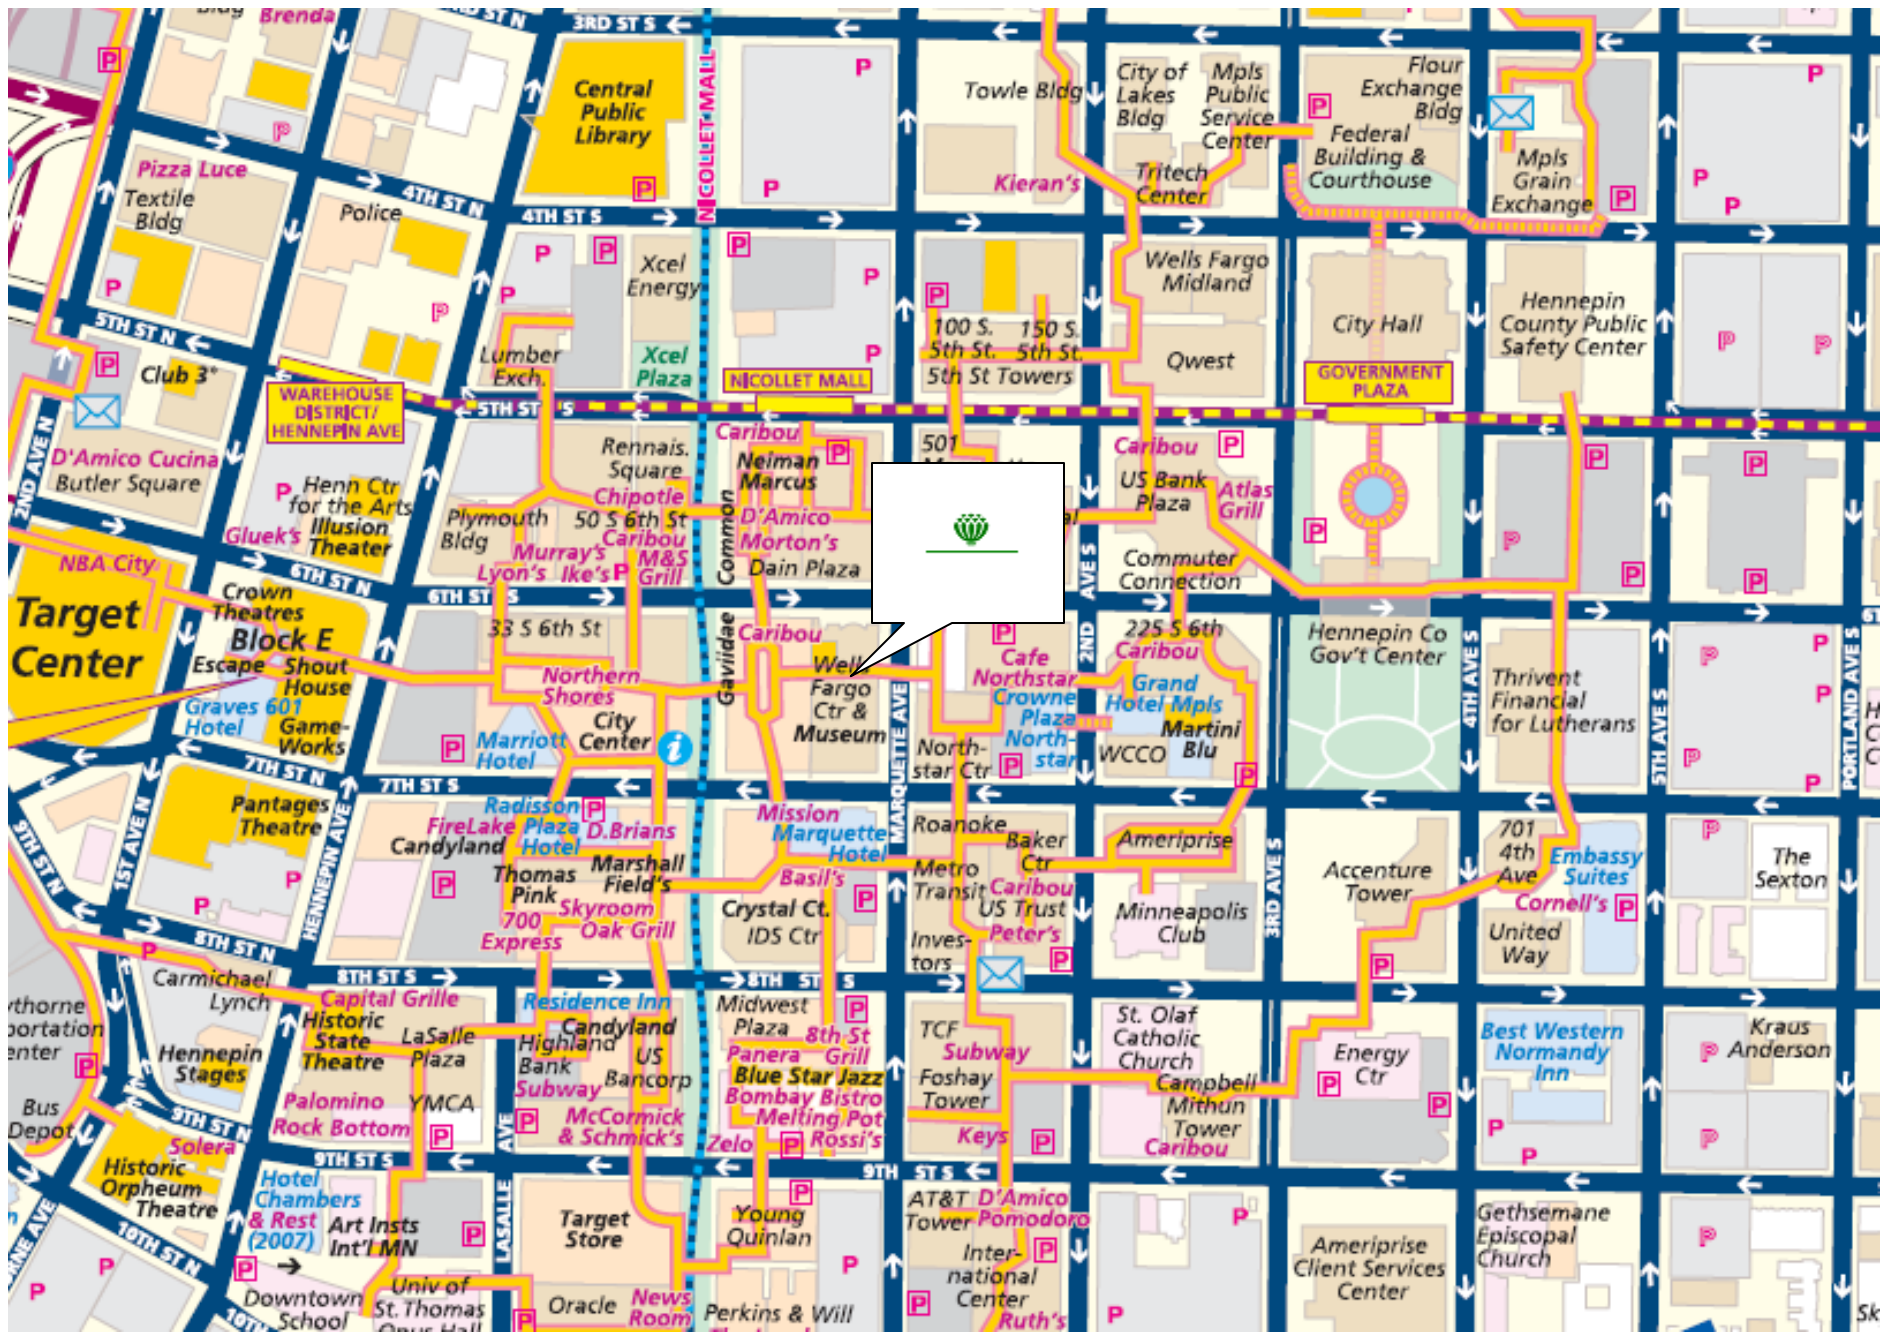 3RD ST N
3RD ST S
Brenda
NICOLLET MALL
Central
Public
Library
Towle Bldg
City of
Lakes
Bldg
Mpls
Public
Service
Center
Flour
Exchange
Bldg
Federal
Building &
Courthouse
Mpls
Grain
Exchange
Kieran's
Tritech
Center
Pizza Luce
Textile
Bldg
Police
4TH ST N
4TH ST S
Xcel
Energy
Wells Fargo
Midland
City Hall
Hennepin
County Public
Safety Center
5TH ST N
Lumber
Exch.
Xcel
Plaza
100 S.
5th St.
150 S.
5th St.
5th St Towers
Qwest
NICOLLET MALL
GOVERNMENT
PLAZA
Club 3°
WAREHOUSE
DISTRICT/
HENNEPIN AVE
5TH ST S
2ND AVE N
D'Amico Cucina
Butler Square
Henn Ctr
for the Arts
Illusion
Theater
Gluek's
Rennais.
Square
Chipotle
50 S 6th St
Caribou
M&S
Grill
Plymouth
Bldg
Murray's
Ike's
Lyon's
Caribou
Neiman
Marcus
D'Amico
Morton's
Dain Plaza
Gaviidae Common
501
Caribou
US Bank
Plaza
Atlas
Grill
Commuter
Connection
NBA City
Target
Center
6TH ST N
6TH ST S
Crown
Theatres
Block E
Escape
Shout
House
Graves 601
Hotel
Game-
Works
33 S 6th St
Northern
Shores
City
Center
Marriott
Hotel
Caribou
Wells
Fargo
Ctr &
Museum
MARQUETTE AVE
2ND AVE S
Cafe
Northstar
Crowne
Plaza
North-
star
North-
star Ctr
225 S 6th
Caribou
Grand
Hotel Mpls
Martini
Blu
WCCO
Hennepin Co
Gov't Center
4TH AVE S
Thrivent
Financial
for Lutherans
5TH AVE S
PORTLAND AVE S
7TH ST N
7TH ST S
1ST AVE N
HENNEPIN AVE
9TH ST N
Pantages
Theatre
Radisson
Plaza
Hotel
FireLake
Candyland
D.Brians
Thomas
Pink
Marshall
Field's
Skyroom
Oak Grill
700
Express
Mission
Marquette
Hotel
Basil's
Crystal Ct.
IDS Ctr
Roanoke
Baker
Ctr
Metro
Transit
Caribou
US Trust
Peter's
Inves-
tors
Ameriprise
Minneapolis
Club
3RD AVE S
Accenture
Tower
701
4th
Ave
Embassy
Suites
Cornell's
United
Way
The
Sexton
8TH ST N
8TH ST S
8TH ST S
Carmichael
Lynch
Capital Grille
Historic
State
Theatre
LaSalle
Plaza
Hennepin
Stages
Residence Inn
Candyland
Highland
Bank
Subway
US
Bancorp
McCormick
& Schmick's
Midwest
Plaza
8th St
Grill
Panera
Blue Star Jazz
Bombay Bistro
Melting Pot
Zelo
Rossi's
TCF
Subway
Foshay
Tower
Keys
St. Olaf
Catholic
Church
Campbell
Mithun
Tower
Caribou
Energy
Ctr
Best Western
Normandy
Inn
Kraus
Anderson
Bus
Depot
9TH ST N
Palomino
Rock Bottom
YMCA
Solera
9TH ST S
9TH ST S
LASALLE AVE
Historic
Orpheum
Theatre
Hotel
Chambers
& Rest
(2007)
Art Insts
Int'l MN
10TH ST N
Downtown
School
Univ of
St. Thomas
Target
Store
Oracle
News
Room
Young
Quinlan
Perkins & Will
AT&T
Tower
D'Amico
Pomodoro
Inter-
national
Center
Ruth's
Ameriprise
Client Services
Center
Gethsemane
Episcopal
Church